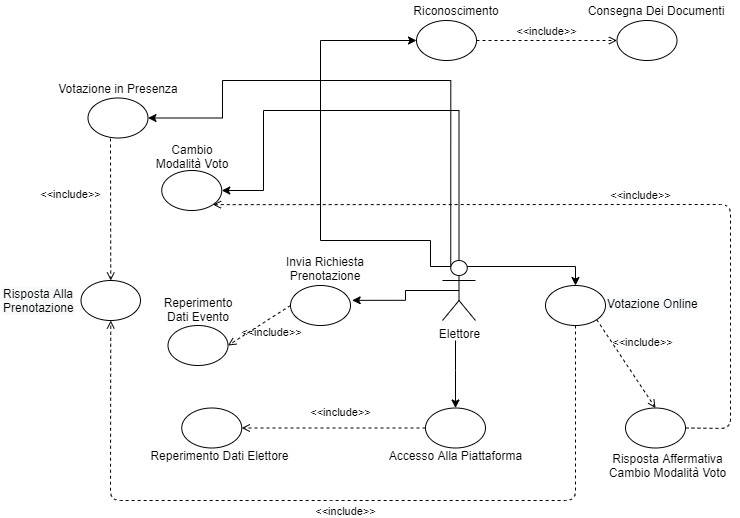 Riconoscimento
Consegna Dei Documenti
<<include>>
Votazione in Presenza
Cambio
Modalità Voto
<<include>>
<<include>>
Invia Richiesta
Prenotazione
Risposta Alla
Prenotazione
Reperimento
Dati Evento
<<include>>
Elettore
Votazione Online
<<include>>
<<include>>
Reperimento Dati Elettore
Accesso Alla Piattaforma
Risposta Affermativa
Cambio Modalità Voto
<<include>>